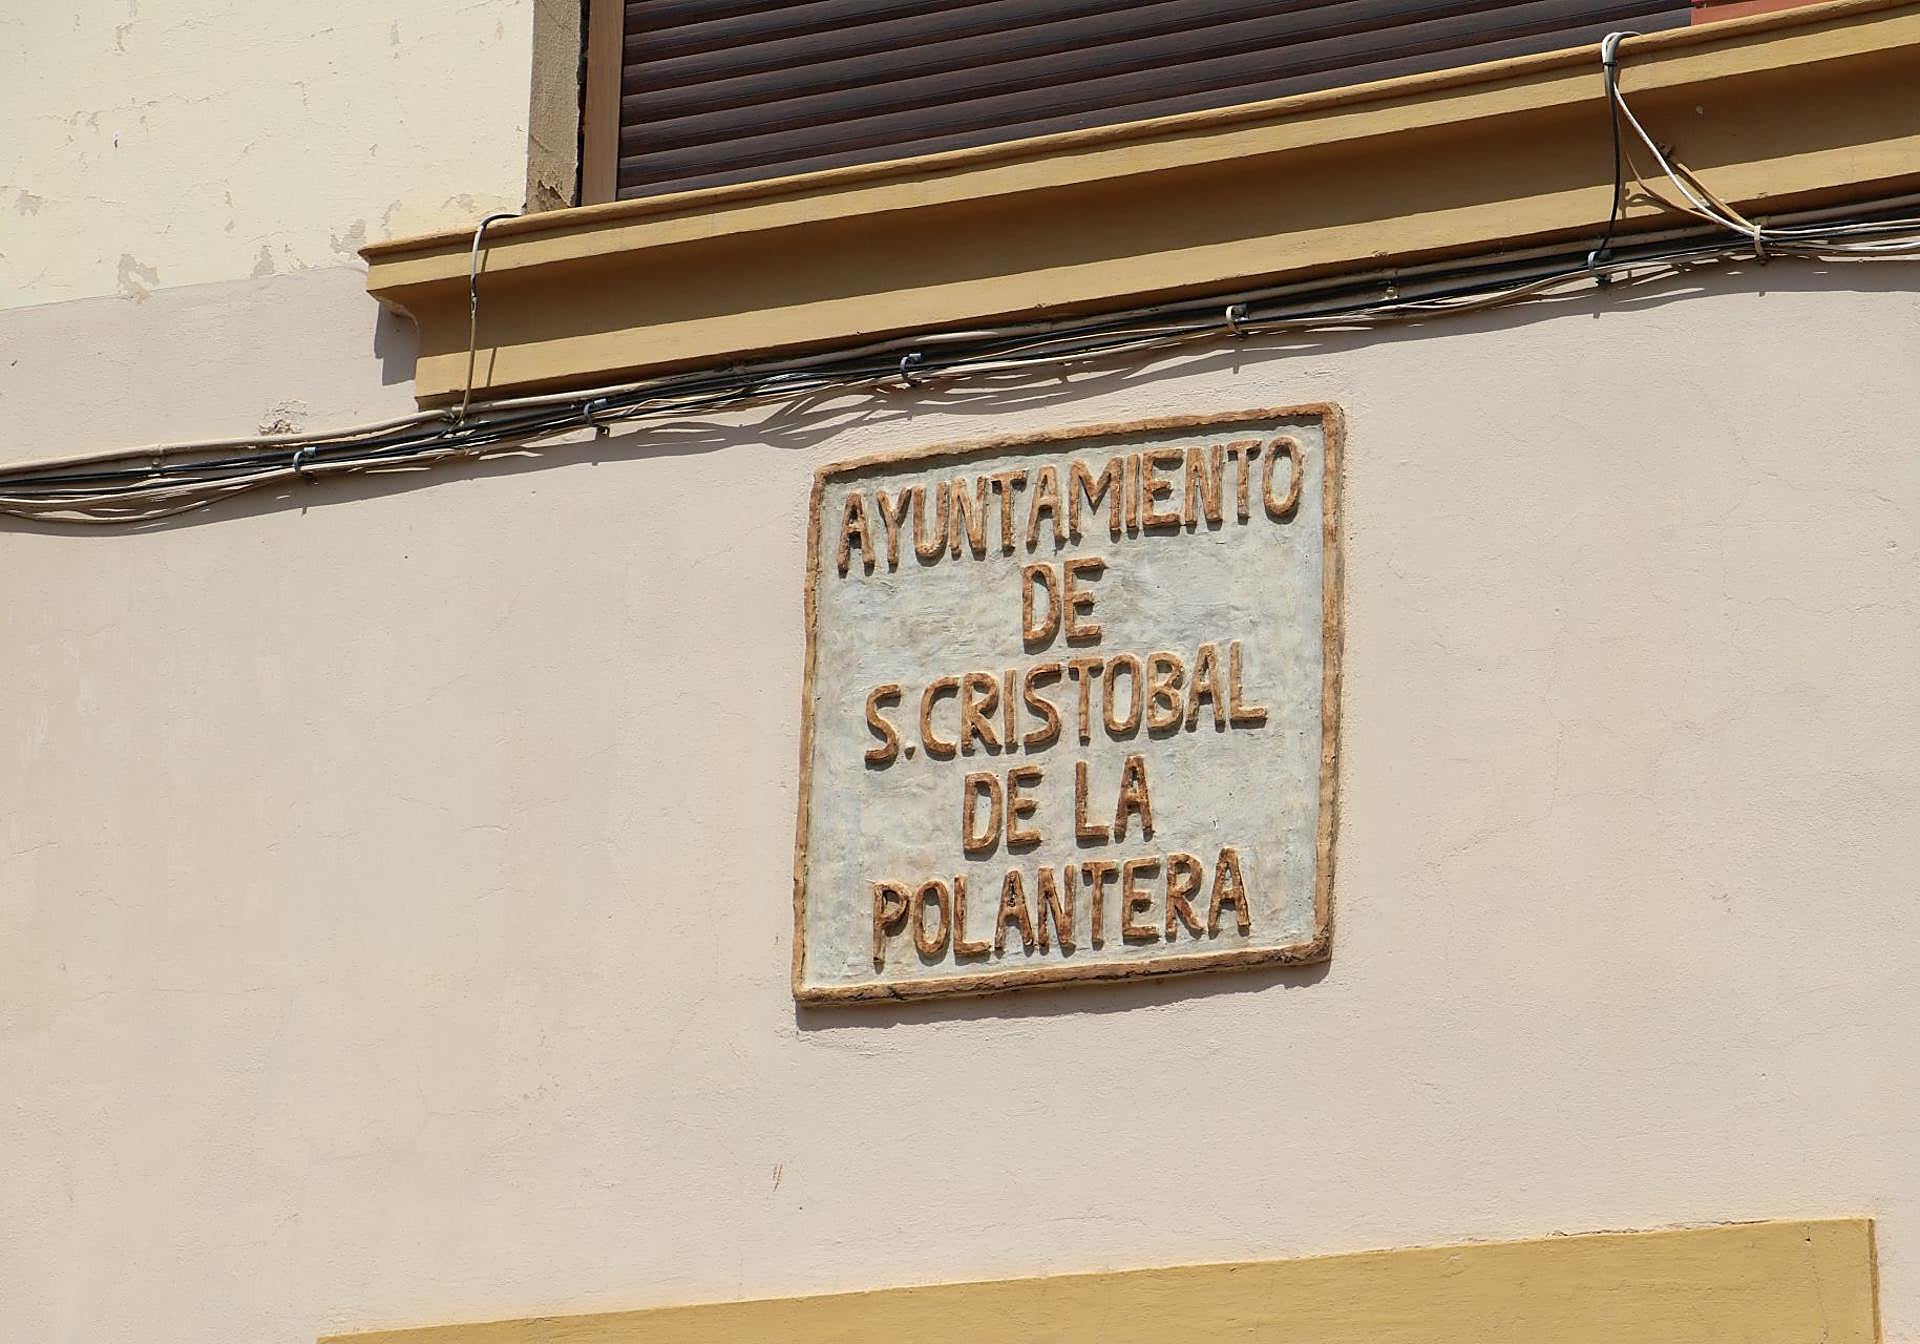 AYUNTAMIENTO
DE
S. CRISTOBAL
DE LA
POLANTERA